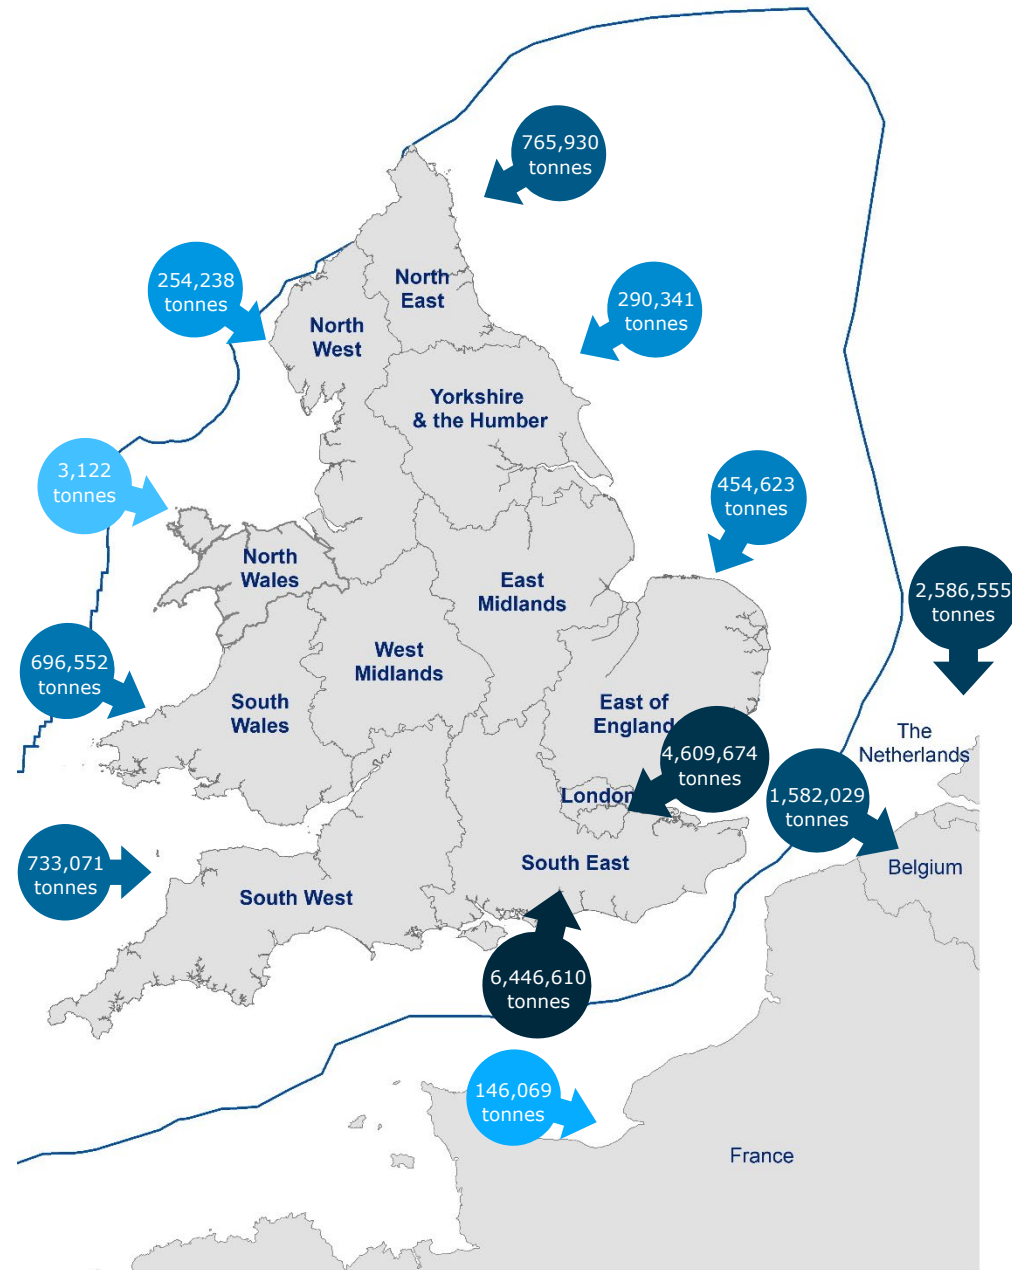 765,930
tonnes
254,238
tonnes
North
East
290,341
tonnes
North
West
Yorkshire
& the Humber
3,122
tonnes
454,623
tonnes
North
Wales
East
Midlands
2,586,555
tonnes
696,552
tonnes
West
Midlands
South
Wales
East of
England
The
Netherlands
4,609,674
tonnes
London
1,582,029
tonnes
733,071
tonnes
South East
Belgium
South West
6,446,610
tonnes
146,069
tonnes
France